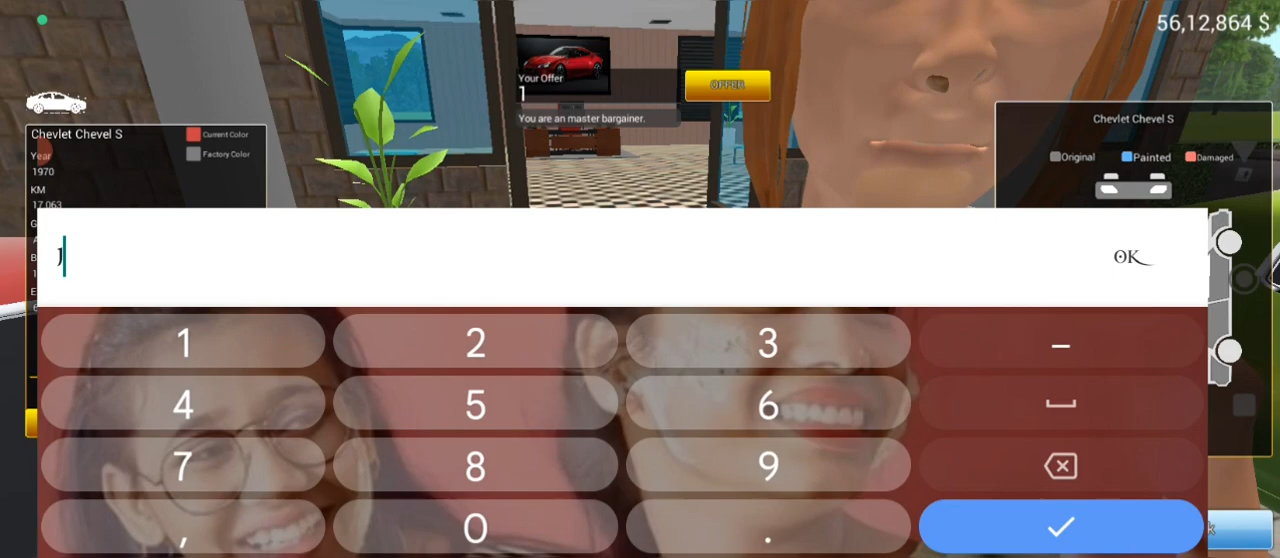 56,12,864 $
Your Offer
1
OFFER
You are an master bargainer.
Chevlet Chevel S
Current Color
Factory Color
Year
1970
KM
17,063
Chevlet Chevel S
Original
Painted
Damaged
1
OK
1 2 3 –
4 5 6
7 8 9
, 0 .